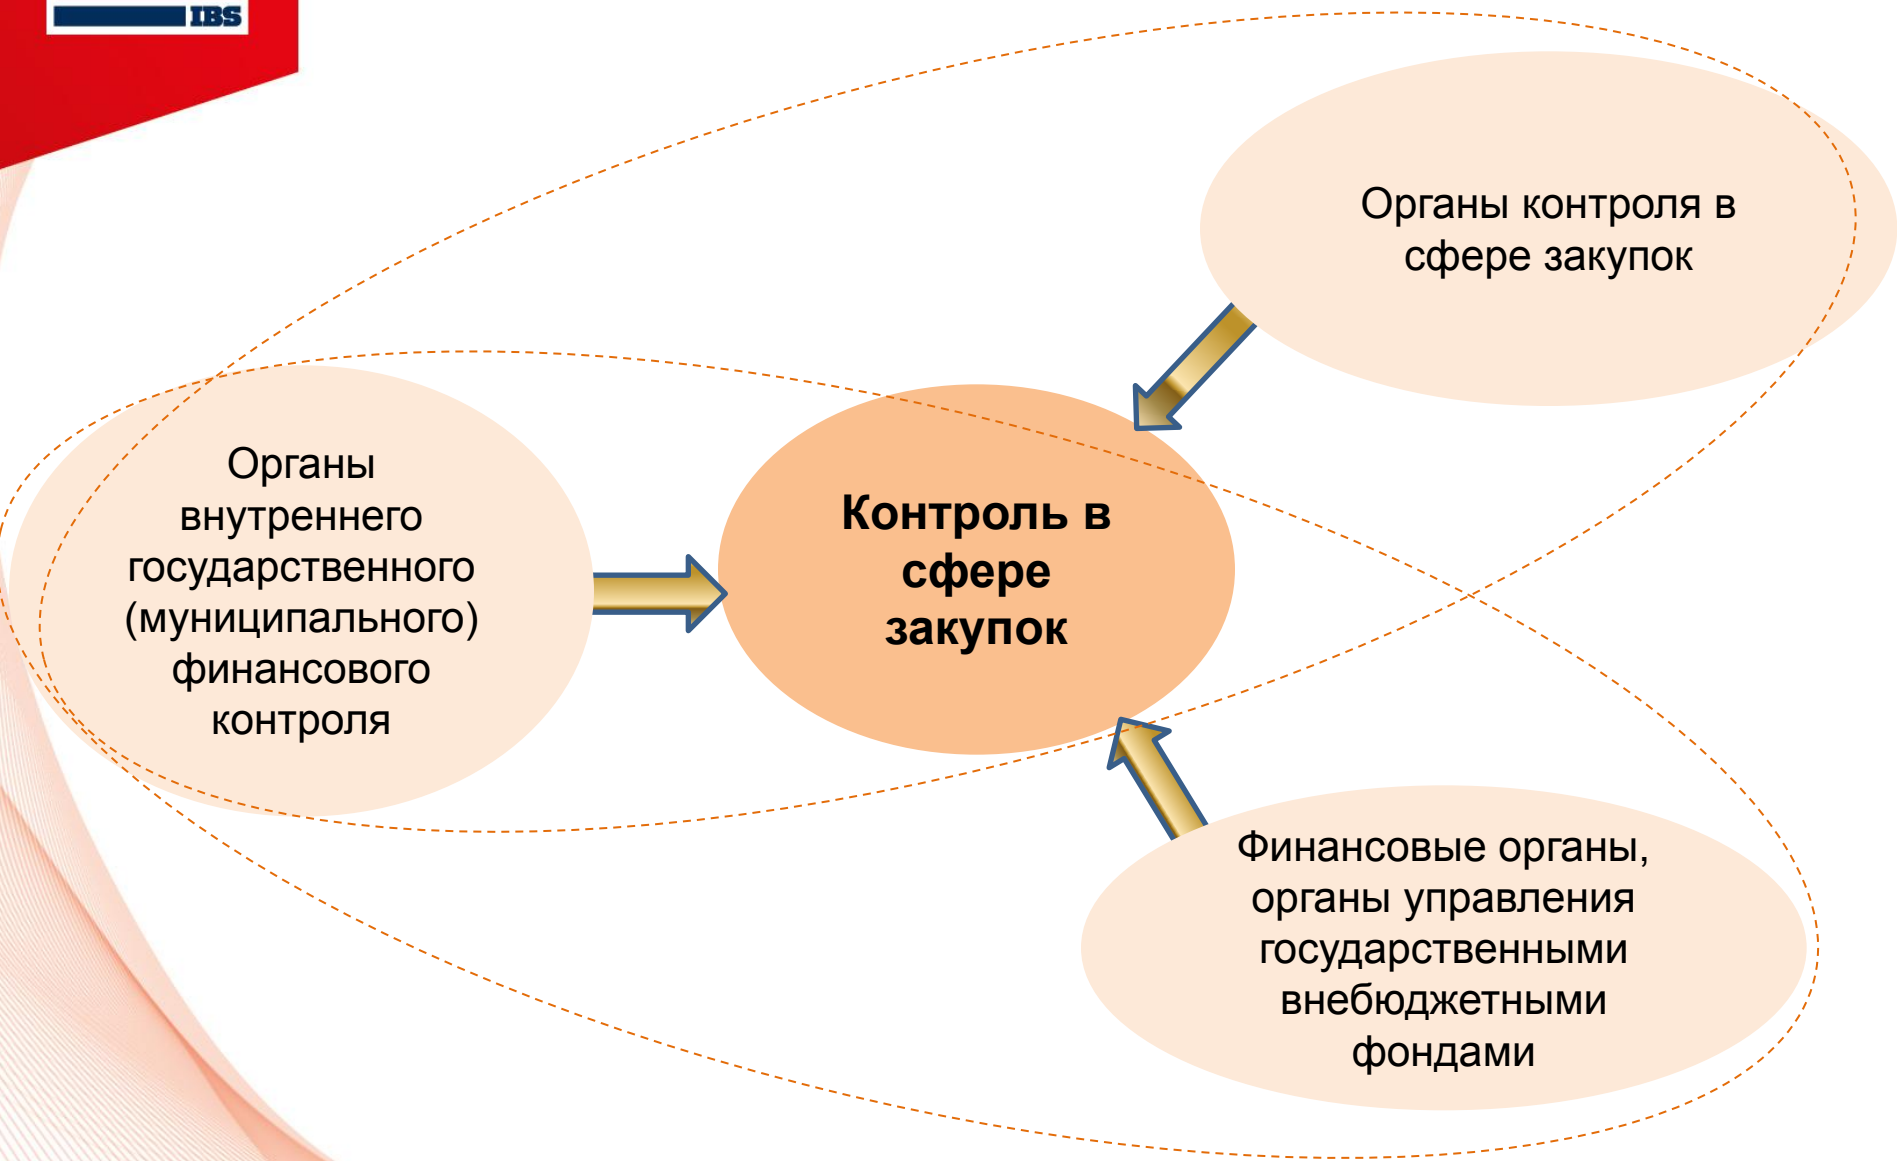 IBS
Органы контроля в
сфере закупок
Органы
внутреннего
государственного
(муниципального)
финансового
контроля
Контроль в
сфере
закупок
Финансовые органы,
органы управления
государственными
внебюджетными
фондами